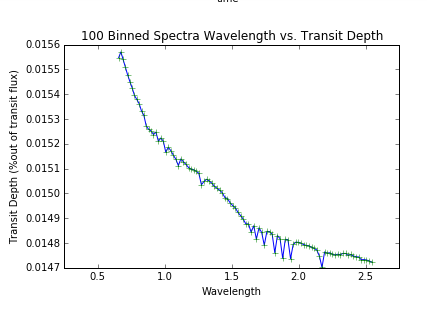 100 Binned Spectra Wavelength vs. Transit Depth
Transit Depth (%out of transit flux)
0.0156
0.0155
0.0154
0.0153
0.0152
0.0151
0.0150
0.0149
0.0148
0.0147
0.5 1.0 1.5 2.0 2.5
Wavelength